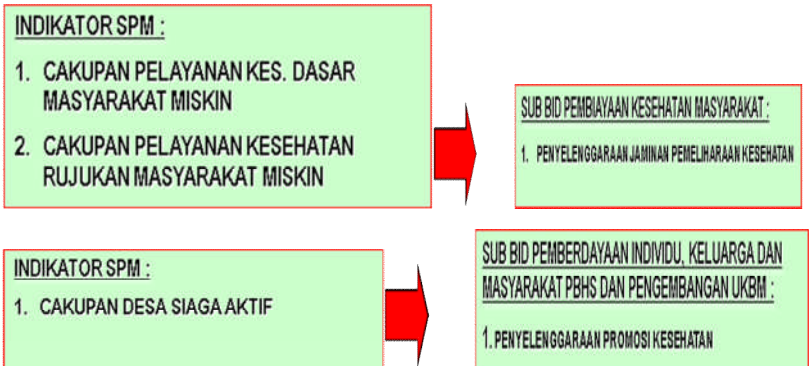 INDIKATOR SPM :
1. CAKUPAN PELAYANAN KES. DASAR
MASYARAKAT MISKIN
2. CAKUPAN PELAYANAN KESEHATAN
RUJUKAN MASYARAKAT MISKIN
SUB BID PEMBIAYAAN KESEHATAN MASYARAKAT :
1. PENYELENGGARAAN JAMINAN PEMELIHARAAN KESEHATAN
INDIKATOR SPM :
1. CAKUPAN DESA SIAGA AKTIF
SUB BID PEMBERDAYAAN INDIVIDU, KELUARGA DAN
MASYARAKAT PBHS DAN PENGEMBANGAN UKBM :
1. PENYELENGGARAAN PROMOSI KESEHATAN